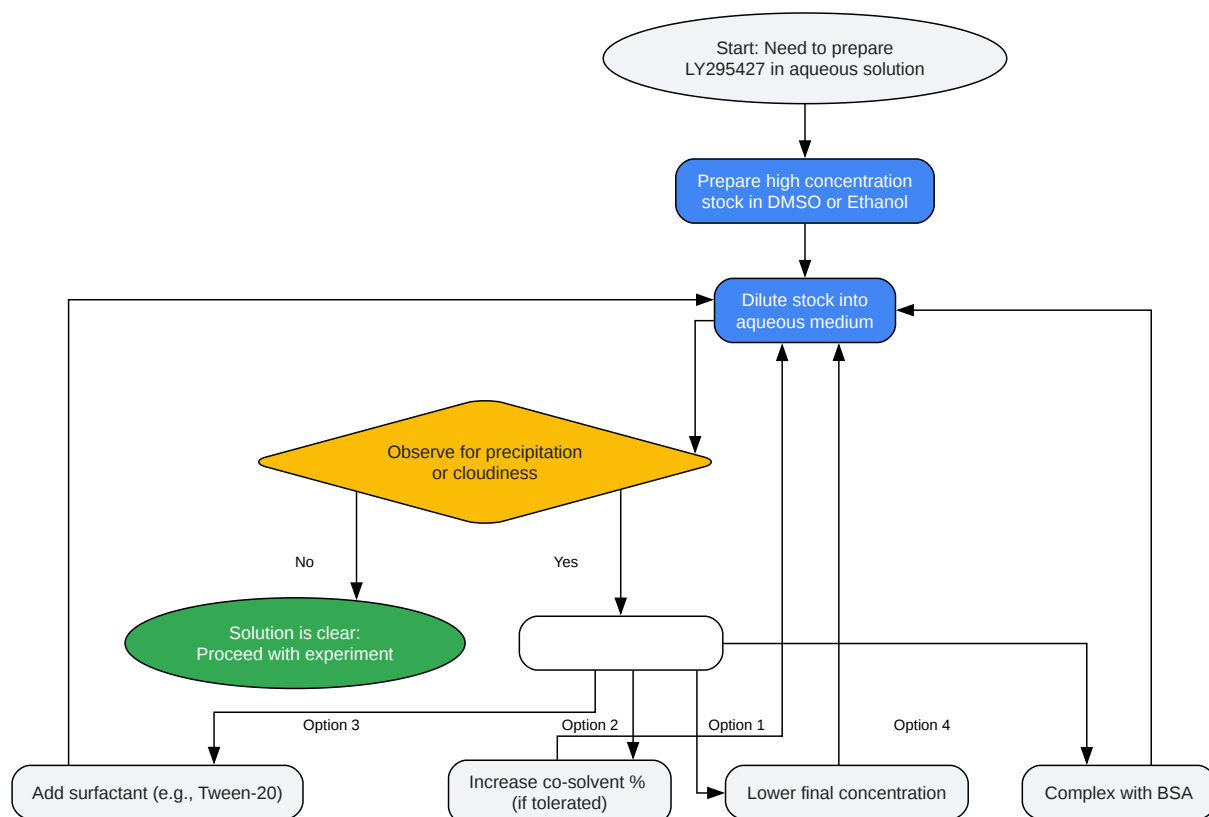 Start: Need to prepare
LY295427 in aqueous solution
Prepare high concentration
stock in DMSO or Ethanol
Dilute stock into
aqueous medium
Observe for precipitation
or cloudiness
No
Yes
Solution is clear:
Proceed with experiment
Option 3
Option 2
Option 1
Option 4
Add surfactant (e.g., Tween-20)
Increase co-solvent %
(if tolerated)
Lower final concentration
Complex with BSA